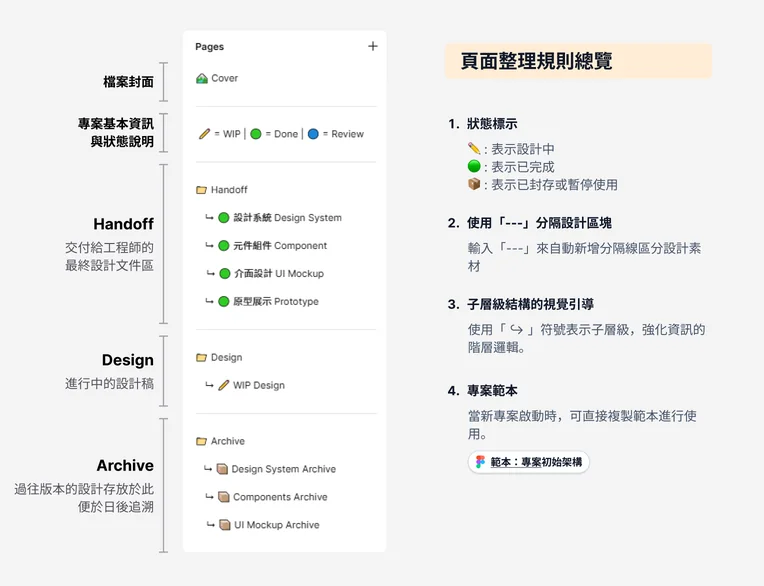 檔案封面
專案基本資訊
與狀態說明
Handoff
交付給工程師的
最終設計文件區
Design
進行中的設計稿
Archive
過往版本的設計存放於此
便於日後追溯
Pages +
Cover
✏️ = WIP | 🟢 = Done | 🔵 = Review
📁 Handoff
↪ 🟢 設計系統 Design System
↪ 🟢 元件組件 Component
↪ 🟢 介面設計 UI Mockup
↪ 🟢 原型展示 Prototype
📁 Design
↪ ✏️ WIP Design
📁 Archive
↪ 📦 Design System Archive
↪ 📦 Components Archive
↪ 📦 UI Mockup Archive
頁面整理規則總覽
1. 狀態標示
✏️ : 表示設計中
🟢 : 表示已完成
📦 : 表示已封存或暫停使用
2. 使用「---」分隔設計區塊
輸入「---」來自動新增分隔線區分設計素
材
3. 子層級結構的視覺引導
使用「 ↪ 」符號表示子層級，強化資訊的
階層邏輯。
4. 專案範本
當新專案啟動時，可直接複製範本進行使
用。
範本：專案初始架構